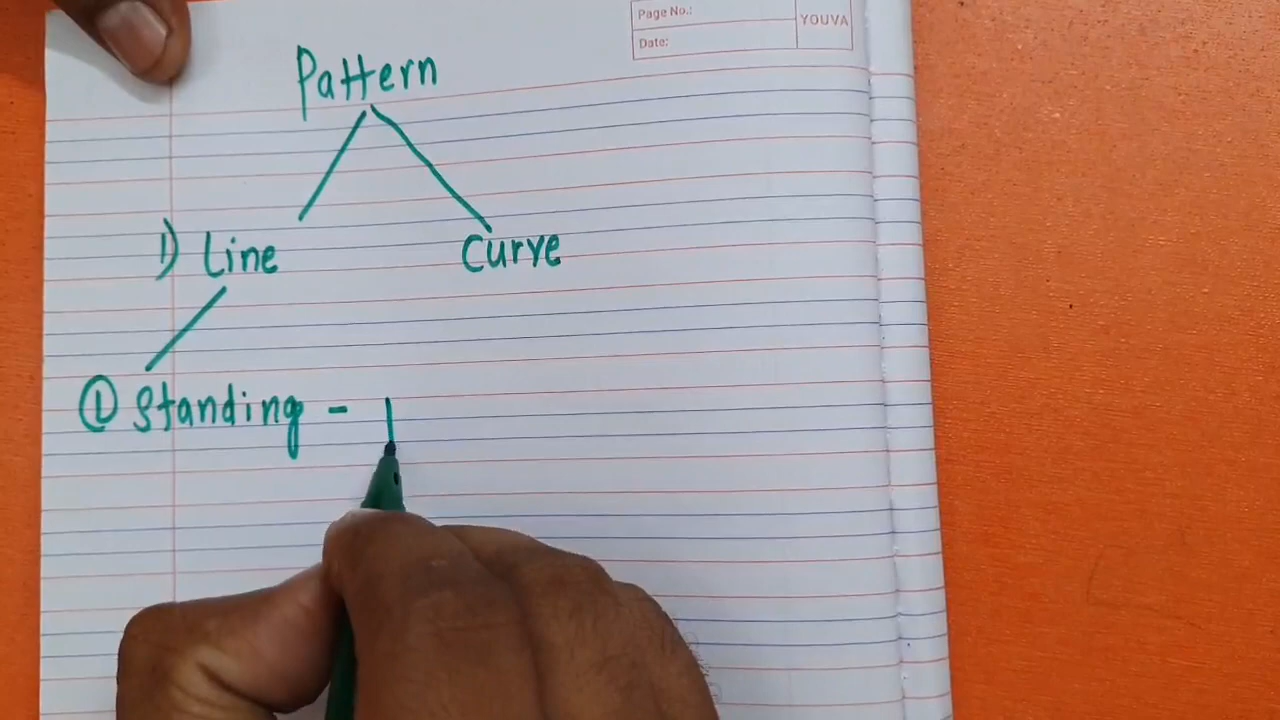 Page No.:
YOUVA
Date:
Pattern
1) Line
Curve
① Standing - |